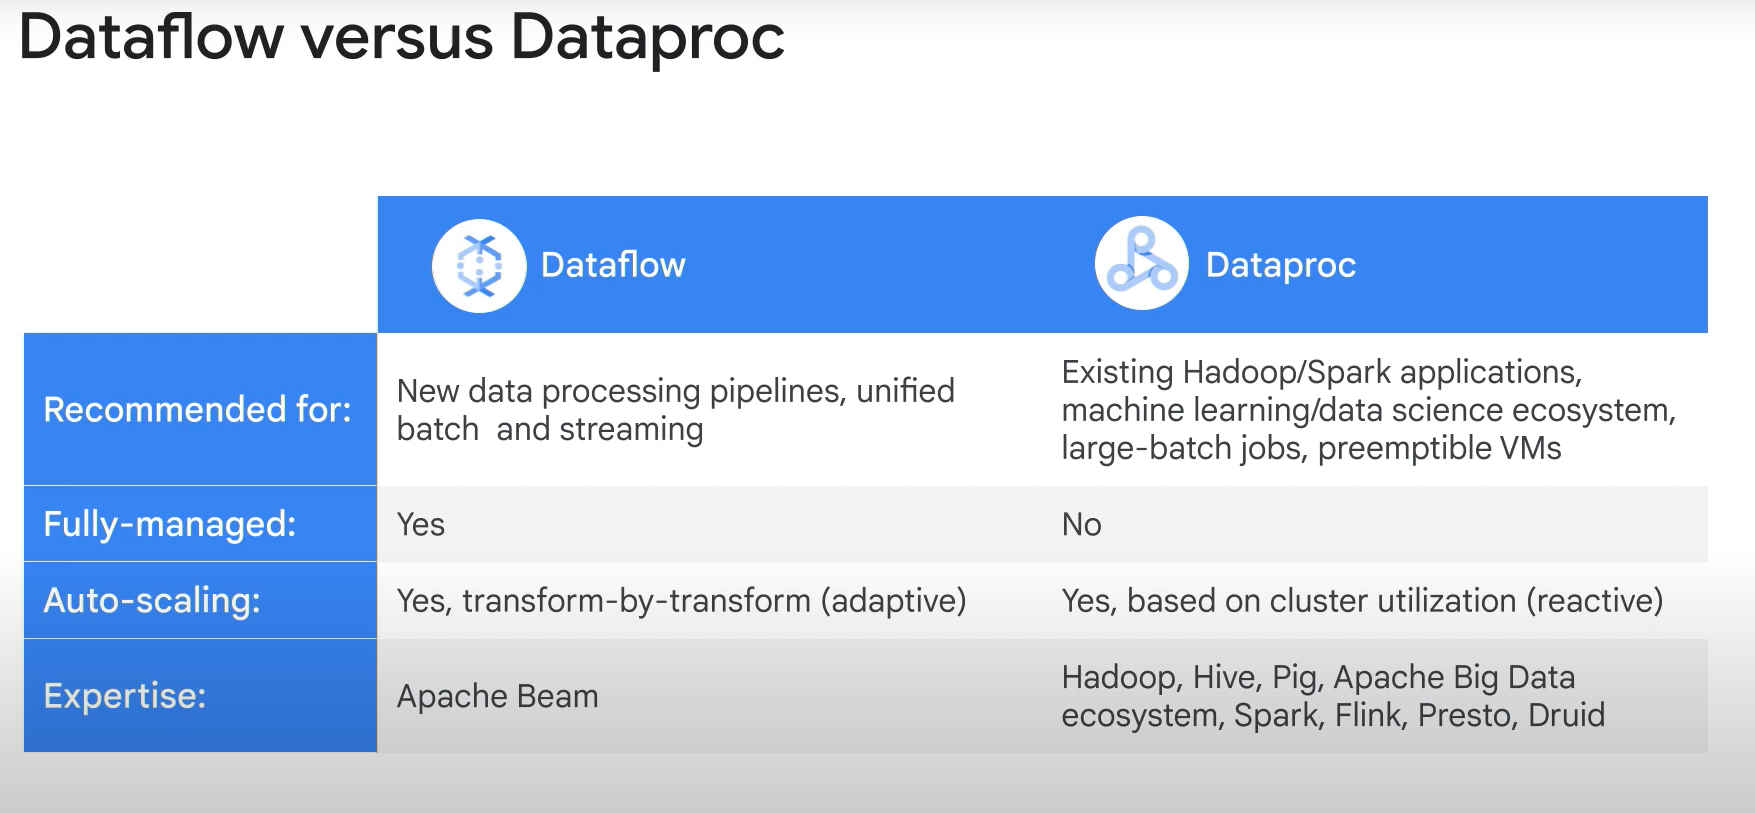 Dataflow versus Dataproc
Dataflow
Dataproc
Recommended for:
New data processing pipelines, unified
batch and streaming
Existing Hadoop/Spark applications,
machine learning/data science ecosystem,
large-batch jobs, preemptible VMs
Fully-managed:
Yes
No
Auto-scaling:
Yes, transform-by-transform (adaptive)
Yes, based on cluster utilization (reactive)
Expertise:
Apache Beam
Hadoop, Hive, Pig, Apache Big Data
ecosystem, Spark, Flink, Presto, Druid